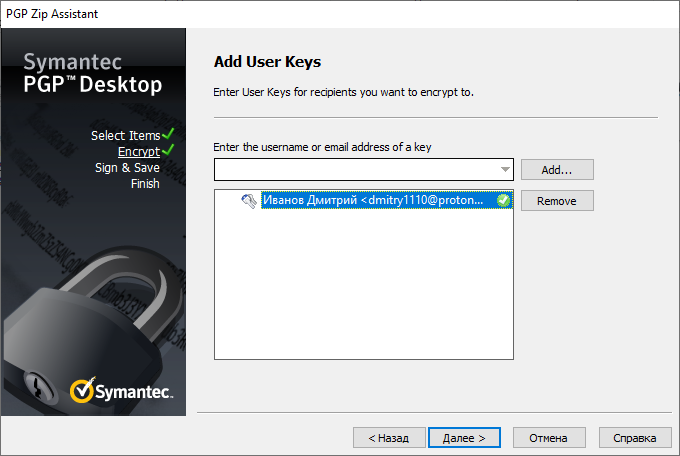 PGP Zip Assistant
Symantec
PGP™ Desktop
Select Items
Encrypt
Sign & Save
Finish
Symantec™
Add User Keys
Enter User Keys for recipients you want to encrypt to.
Enter the username or email address of a key
Add...
Иванов Дмитрий <dmitry1110@proton...
Remove
< Назад
Далее >
Отмена
Справка